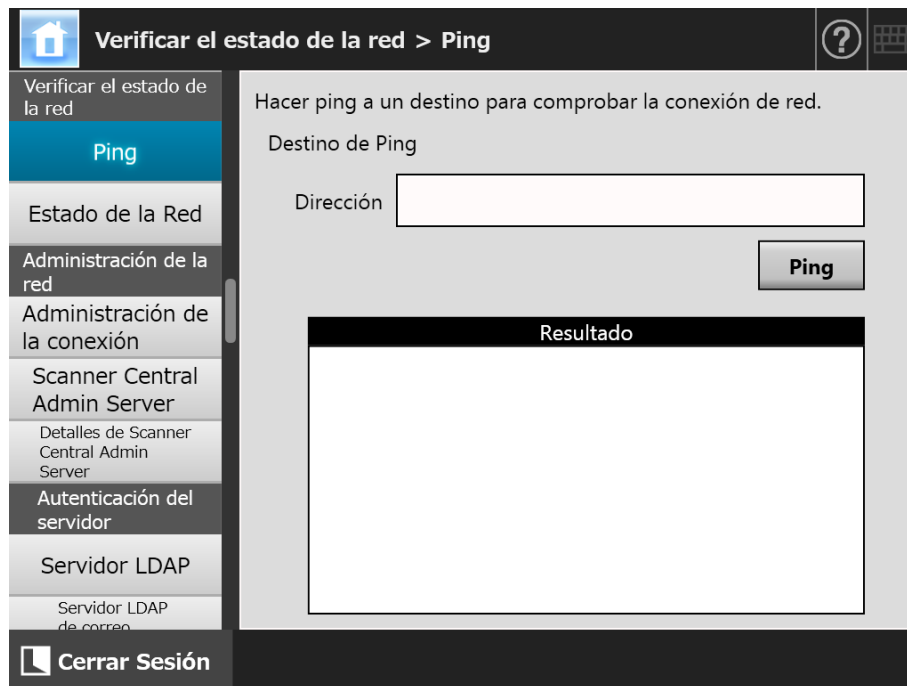 Verificar el estado de la red > Ping
?
Verificar el estado de
la red
Ping
Estado de la Red
Administración de la
red
Administración de
la conexión
Scanner Central
Admin Server
Detalles de Scanner
Central Admin
Server
Autenticación del
servidor
Servidor LDAP
Servidor LDAP
de correo
Cerrar Sesión
Hacer ping a un destino para comprobar la conexión de red.
Destino de Ping
Dirección
Ping
Resultado